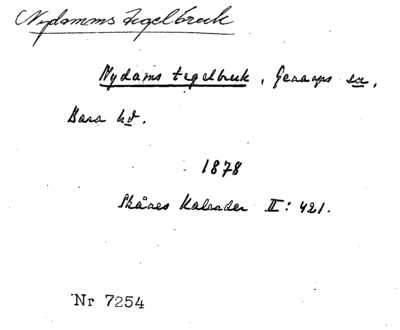 Nydamms tegelbruk
Nydams tegelbruk, Genarps sn,
Bara hd.
1878
Skånes Kalender II: 421.
Nr 7254